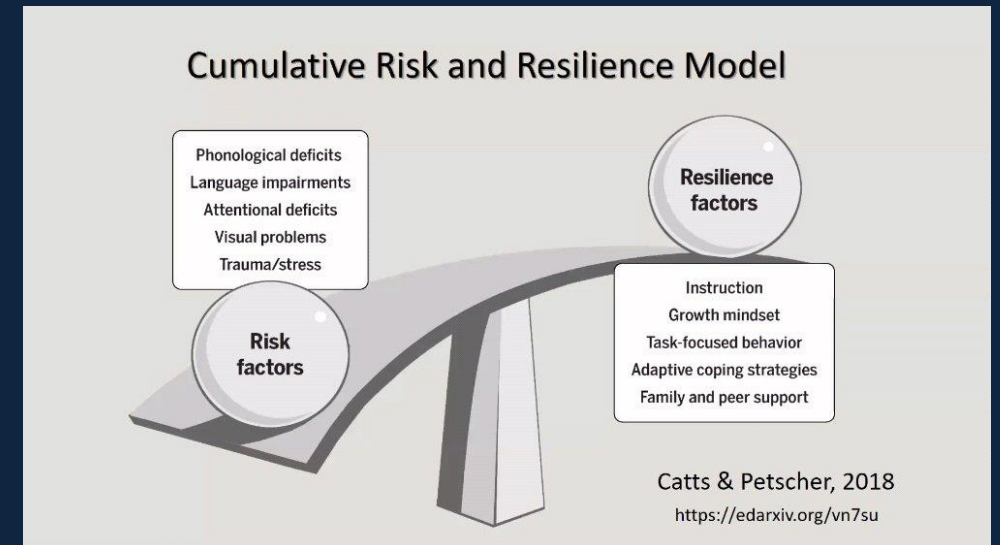 Cumulative Risk and Resilience Model
Phonological deficits
Language impairments
Attentional deficits
Visual problems
Trauma/stress
Risk
factors
Resilience
factors
Instruction
Growth mindset
Task-focused behavior
Adaptive coping strategies
Family and peer support
Catts & Petscher, 2018
https://edarxiv.org/vn7su